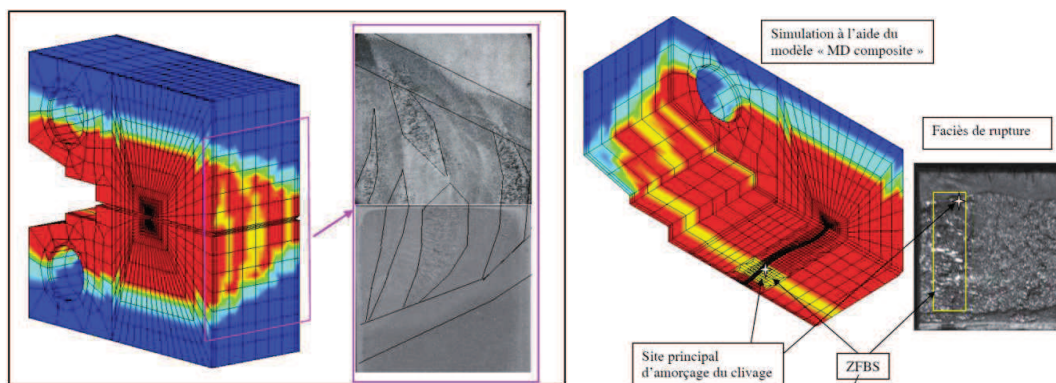 Simulation à l'aide du
modèle « MD composite »
Faciès de rupture
Site principal
d'amorçage du clivage
ZFBS